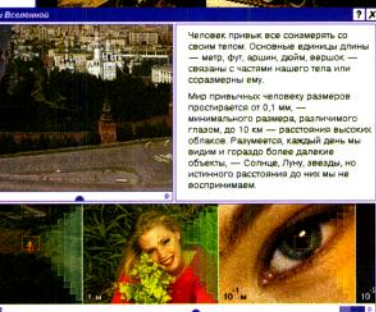 и Вселенной
? X
Человек привык все соизмерять со
своим телом. Основные единицы длины
— метр, фут, аршин, дюйм, вершок —
связаны с частями нашего тела или
соразмерны ему.
Мир привычных человеку размеров
простирается от 0,1 мм, —
минимального размера, различимого
глазом, до 10 км — расстояния высоких
облаков. Разумеется, каждый день мы
видим и гораздо более далекие
объекты, — Солнце, Луну, звезды, но
истинного расстояния до них мы не
воспринимаем.
1 м
10⁻¹ м
10